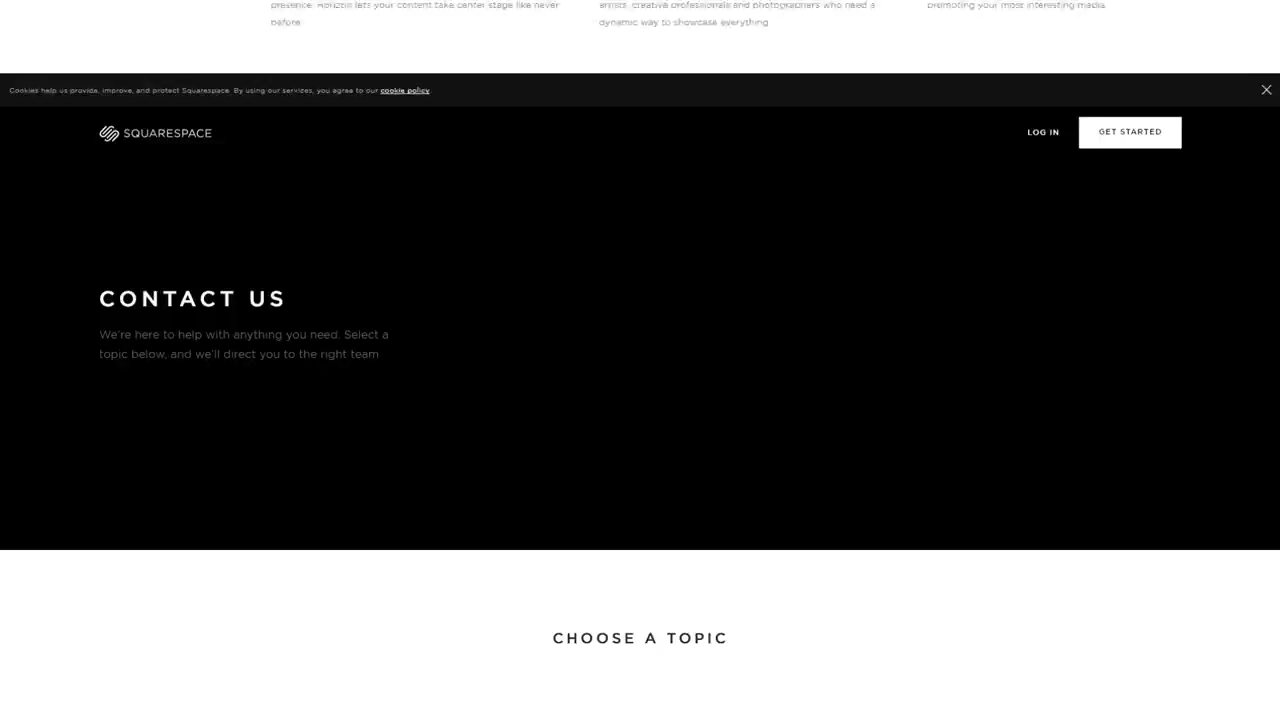 presence. Horizon lets your content take center stage like never
before.
artists, creative professionals and photographers who need a
dynamic way to showcase everything
promoting your most interesting media.
Cookies help us provide, improve, and protect Squarespace. By using our services, you agree to our cookie policy.
SQUARESPACE
LOG IN
GET STARTED
CONTACT US
We're here to help with anything you need. Select a
topic below, and we'll direct you to the right team
CHOOSE A TOPIC